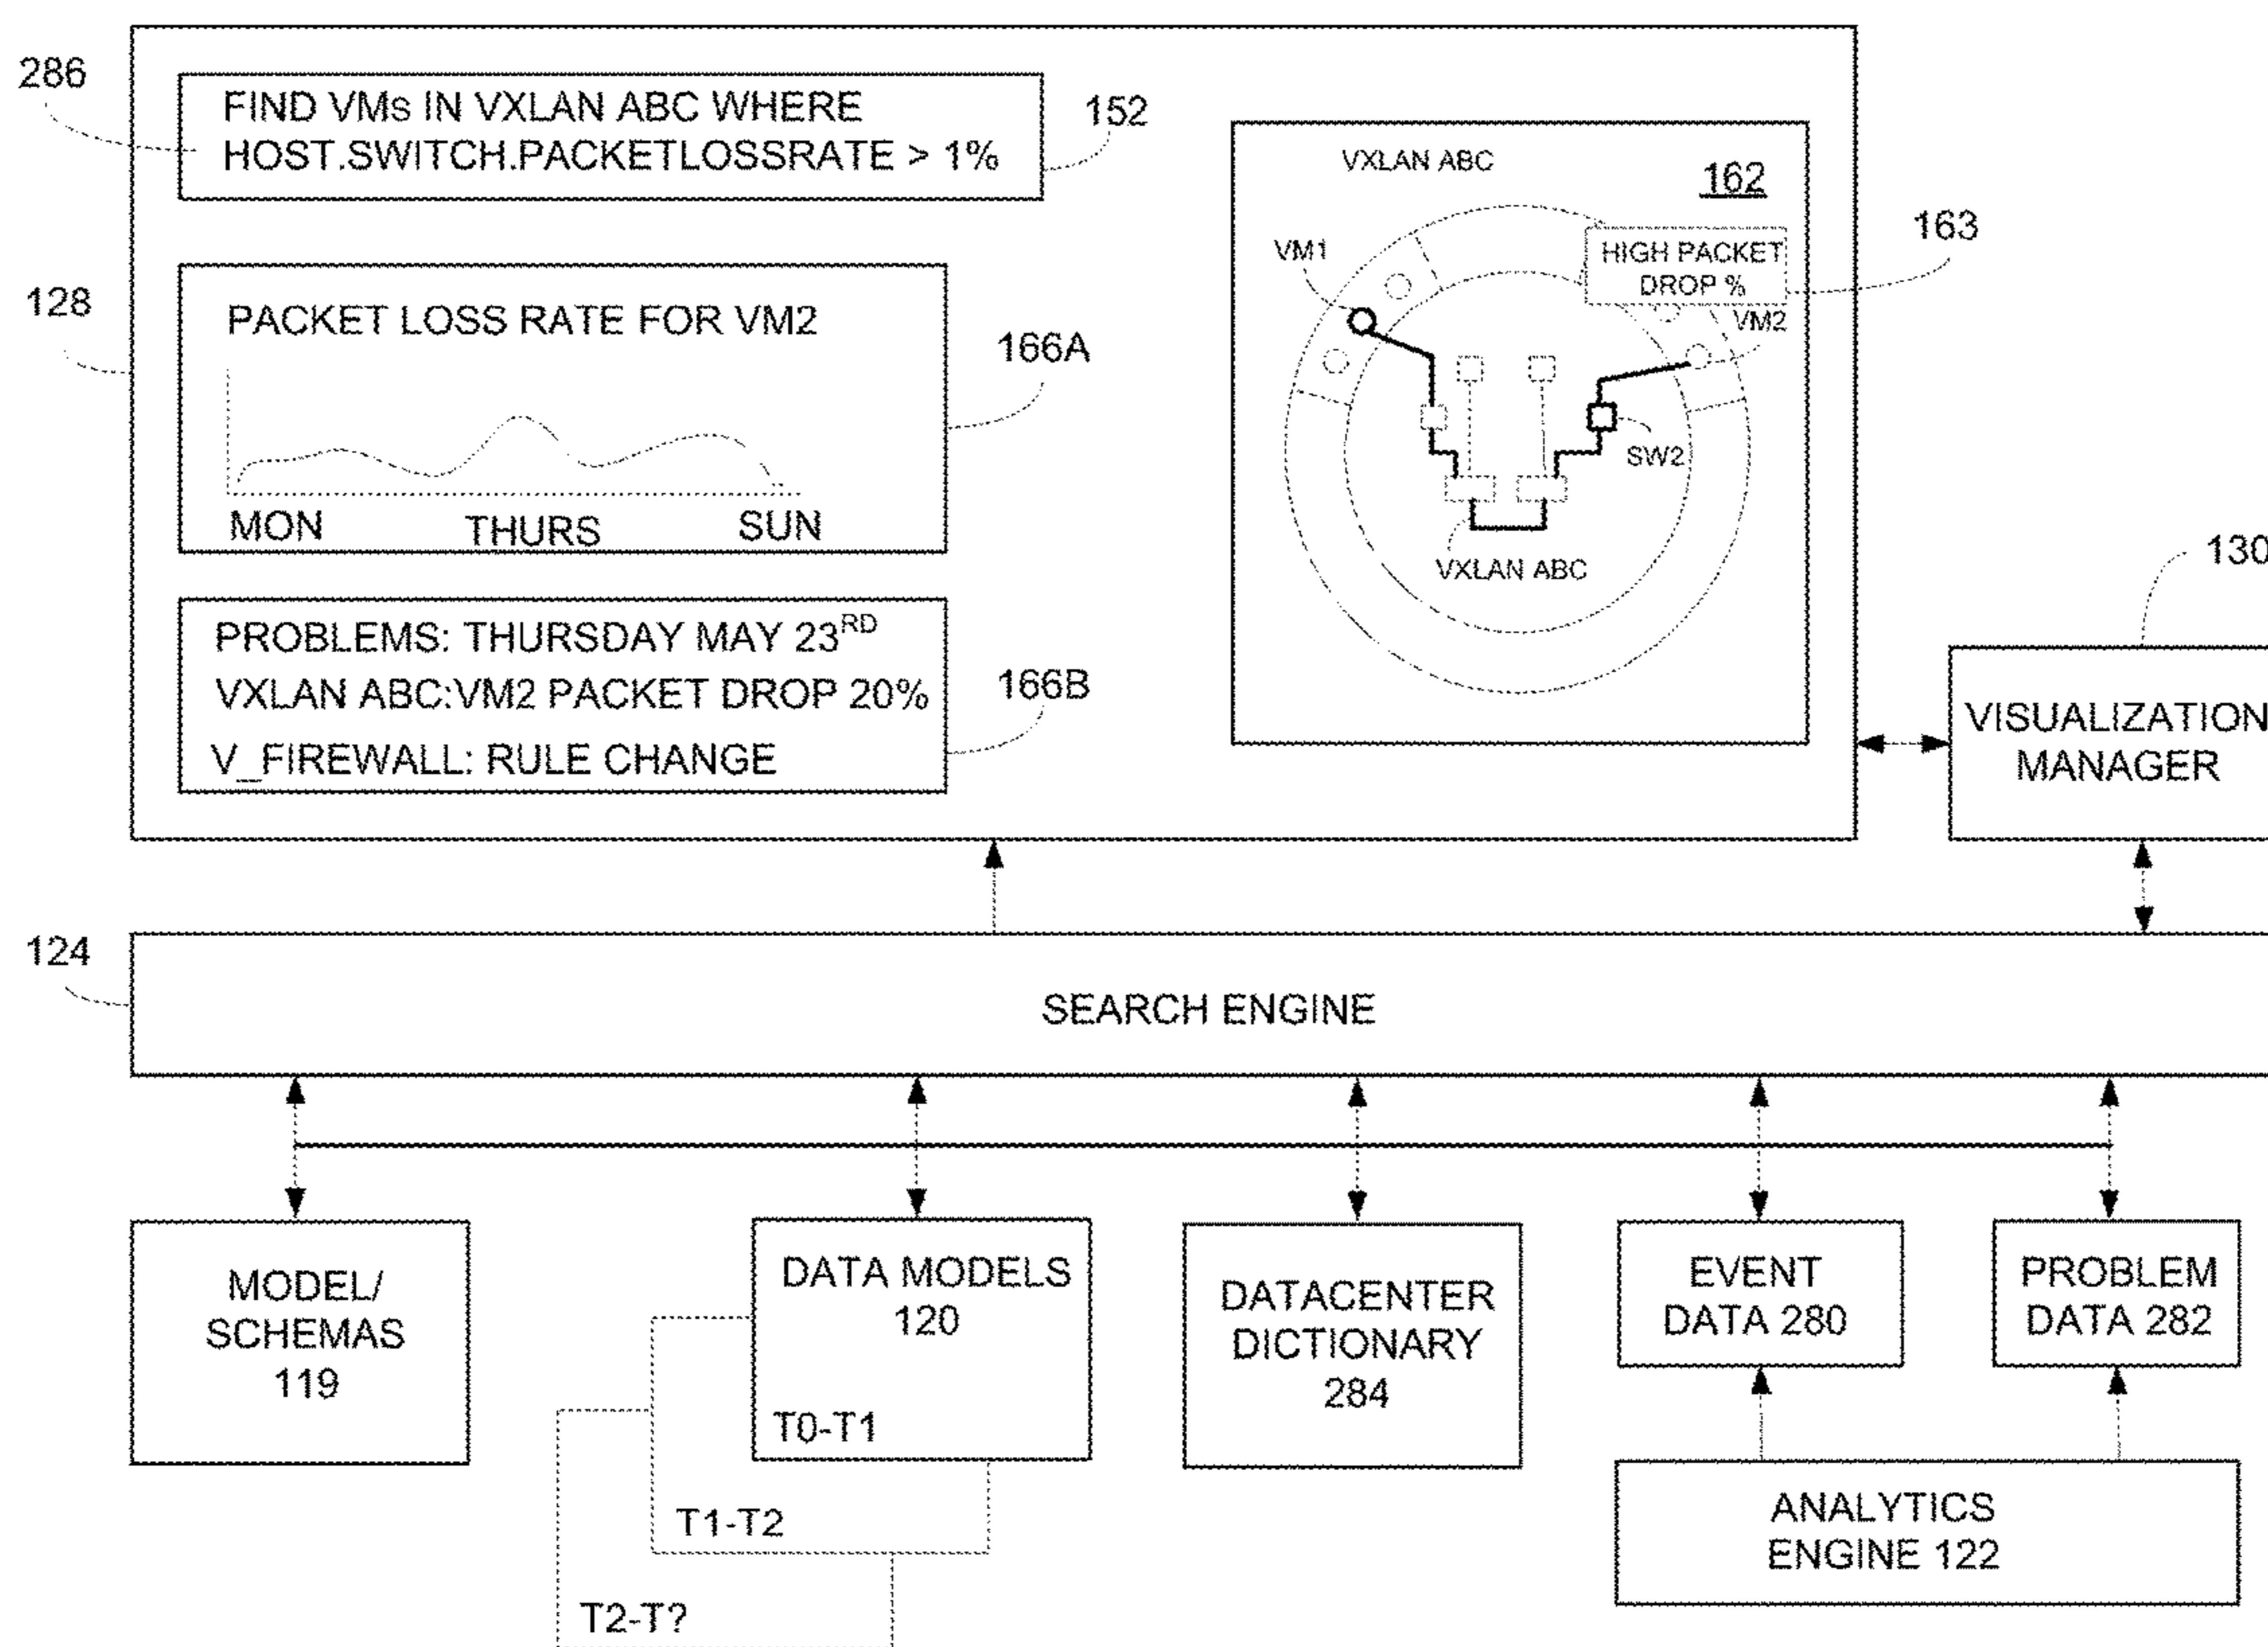 286
FIND VMs IN VXLAN ABC WHERE
HOST.SWITCH.PACKETLOSSRATE > 1%
152
128
PACKET LOSS RATE FOR VM2
MON THURS SUN
166A
PROBLEMS: THURSDAY MAY 23RD
VXLAN ABC:VM2 PACKET DROP 20%
V_FIREWALL: RULE CHANGE
166B
VXLAN ABC
162
VM1
HIGH PACKET
DROP %
163
VM2
SW2
VXLAN ABC
130
VISUALIZATION
MANAGER
124
SEARCH ENGINE
MODEL/
SCHEMAS
119
DATA MODELS
120
T0-T1
T1-T2
T2-T?
DATACENTER
DICTIONARY
284
EVENT
DATA 280
PROBLEM
DATA 282
ANALYTICS
ENGINE 122